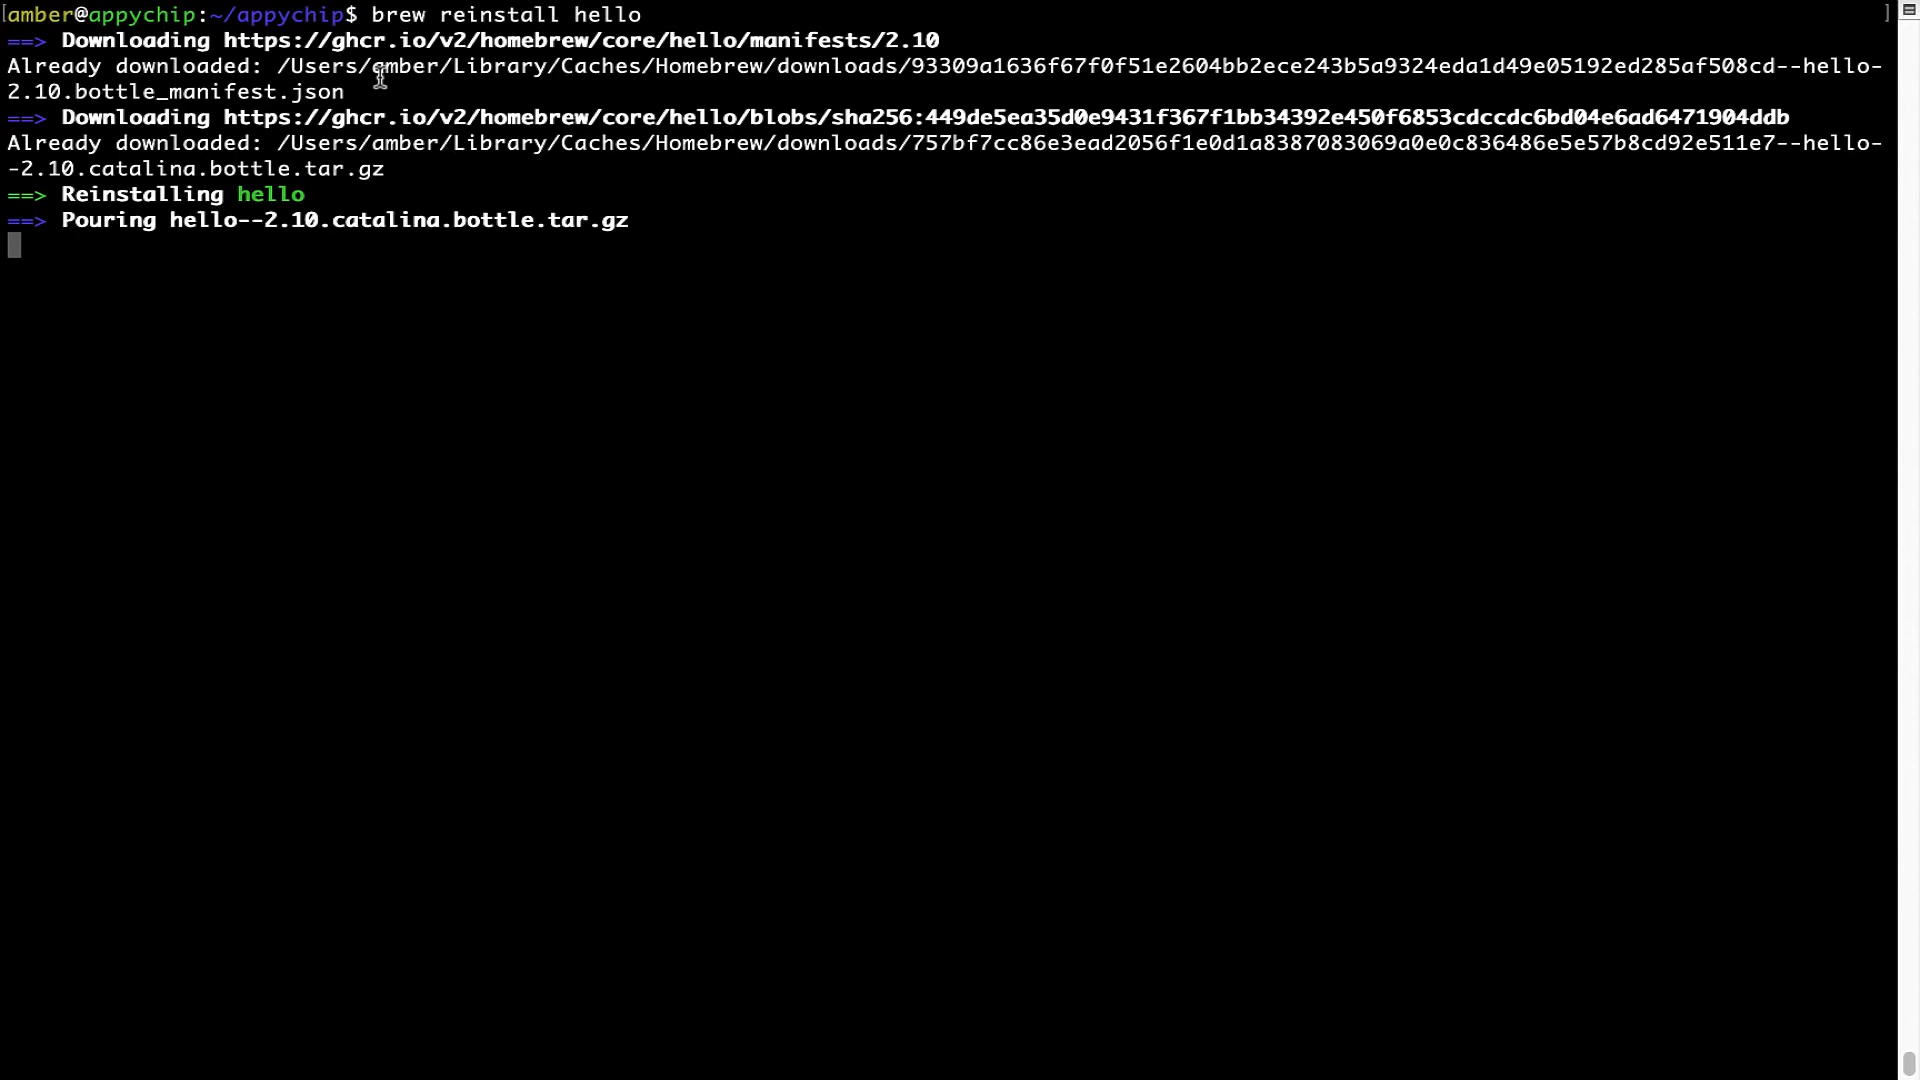 [amber@appychip:~/appychip$ brew reinstall hello ]
==> Downloading https://ghcr.io/v2/homebrew/core/hello/manifests/2.10
Already downloaded: /Users/amber/Library/Caches/Homebrew/downloads/93309a1636f67f0f51e2604bb2ece243b5a9324eda1d49e05192ed285af508cd--hello-
2.10.bottle_manifest.json
==> Downloading https://ghcr.io/v2/homebrew/core/hello/blobs/sha256:449de5ea35d0e9431f367f1bb34392e450f6853cdccdc6bd04e6ad6471904ddb
Already downloaded: /Users/amber/Library/Caches/Homebrew/downloads/757bf7cc86e3ead2056f1e0d1a8387083069a0e0c836486e5e57b8cd92e511e7--hello-
-2.10.catalina.bottle.tar.gz
==> Reinstalling hello
==> Pouring hello--2.10.catalina.bottle.tar.gz